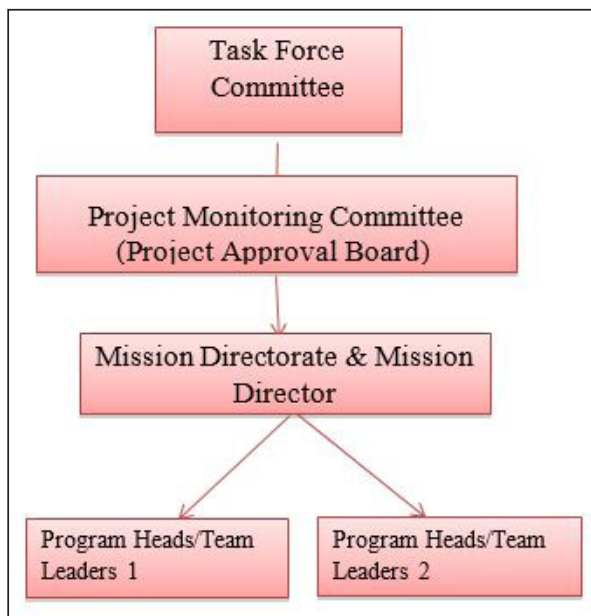 Task Force
Committee
Project Monitoring Committee
(Project Approval Board)
Mission Directorate & Mission
Director
Program Heads/Team
Leaders 1
Program Heads/Team
Leaders 2